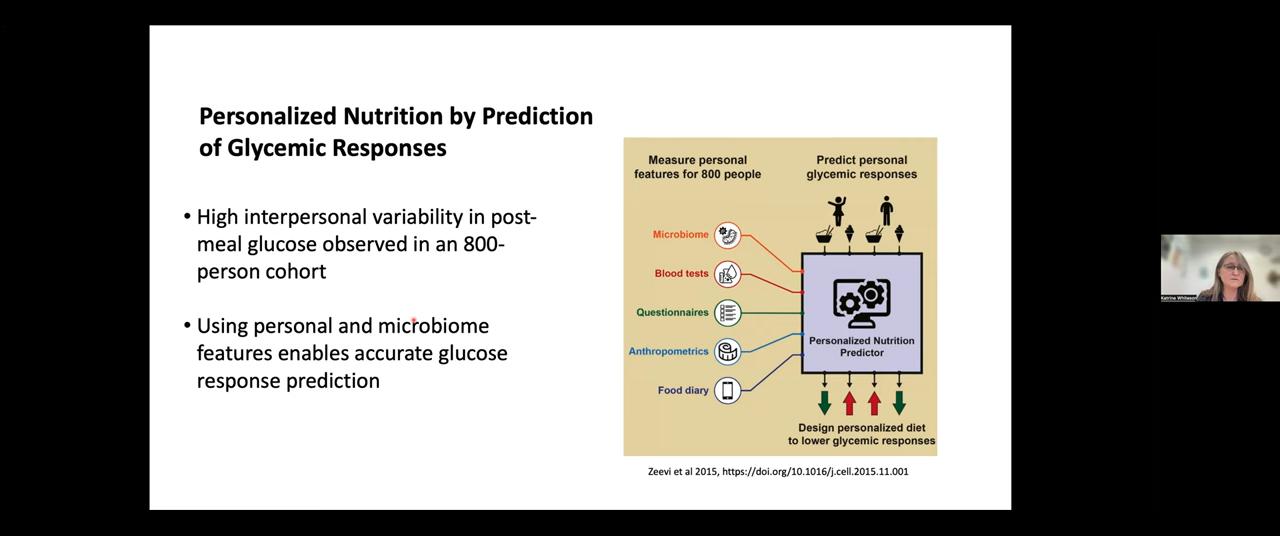 Personalized Nutrition by Prediction
of Glycemic Responses
• High interpersonal variability in post-
meal glucose observed in an 800-
person cohort
• Using personal and microbiome
features enables accurate glucose
response prediction
Measure personal
features for 800 people
Predict personal
glycemic responses
Microbiome
Blood tests
Questionnaires
Anthropometrics
Food diary
Personalized Nutrition
Predictor
Design personalized diet
to lower glycemic responses
Zeevi et al 2015, https://doi.org/10.1016/j.cell.2015.11.001
Katrine Whiteson